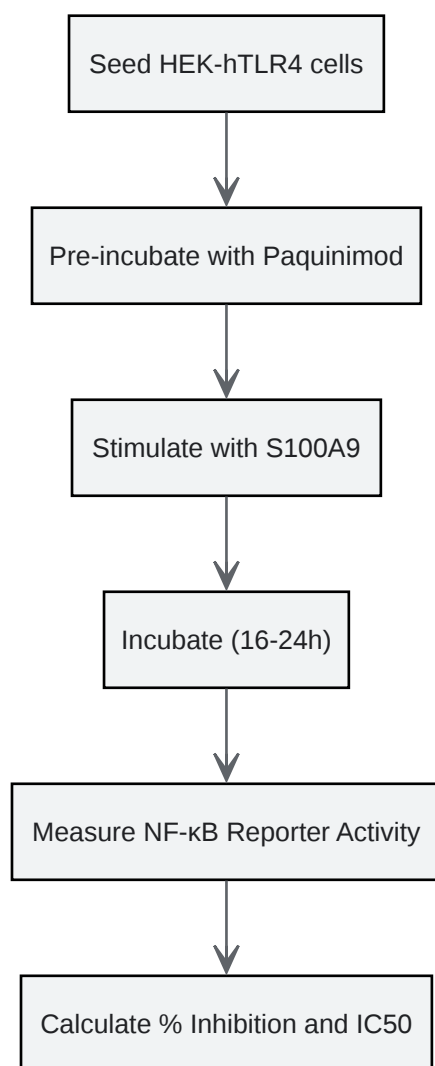 Seed HEK-hTLR4 cells
Pre-incubate with Paquinimod
Stimulate with S100A9
Incubate (16-24h)
Measure NF-κB Reporter Activity
Calculate % Inhibition and IC50